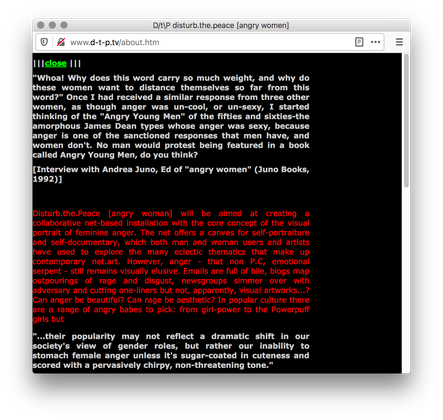 D/t\P disturb.the.peace [angry women]
www.d-t-p.tv/about.htm
|||close |||
"Whoa! Why does this word carry so much weight, and why do
these women want to distance themselves so far from this
word?" Once I had received a similar response from three other
women, as though anger was un-cool, or un-sexy, I started
thinking of the "Angry Young Men" of the fifties and sixties-the
amorphous James Dean types whose anger was sexy, because
anger is one of the sanctioned responses that men have, and
women don't. No man would protest being featured in a book
called Angry Young Men, do you think?
[Interview with Andrea Juno, Ed of "angry women" (Juno Books,
1992)]
Disturb.the.Peace [angry woman] will be aimed at creating a
collaborative net-based installation with the core concept of the visual
portrait of feminine anger. The net offers a canvas for self-portraiture
and self-documentary, which both men and woman users and artists
have used to explore the many eclectic thematics that make up
contemporary net.art. However, anger - that non P.C, emotional
serpent - still remains visually elusive. Emails are full of bile, blogs map
outpourings of rage and disgust, newsgroups simmer over with
adversary and cutting one-liners but not, apparently, visual artworks...?
Can anger be beautiful? Can rage be aesthetic? In popular culture there
are a range of angry babes to pick: from girl-power to the Powerpuff
girls but
"...their popularity may not reflect a dramatic shift in our
society's view of gender roles, but rather our inability to
stomach female anger unless it's sugar-coated in cuteness and
scored with a pervasively chirpy, non-threatening tone."